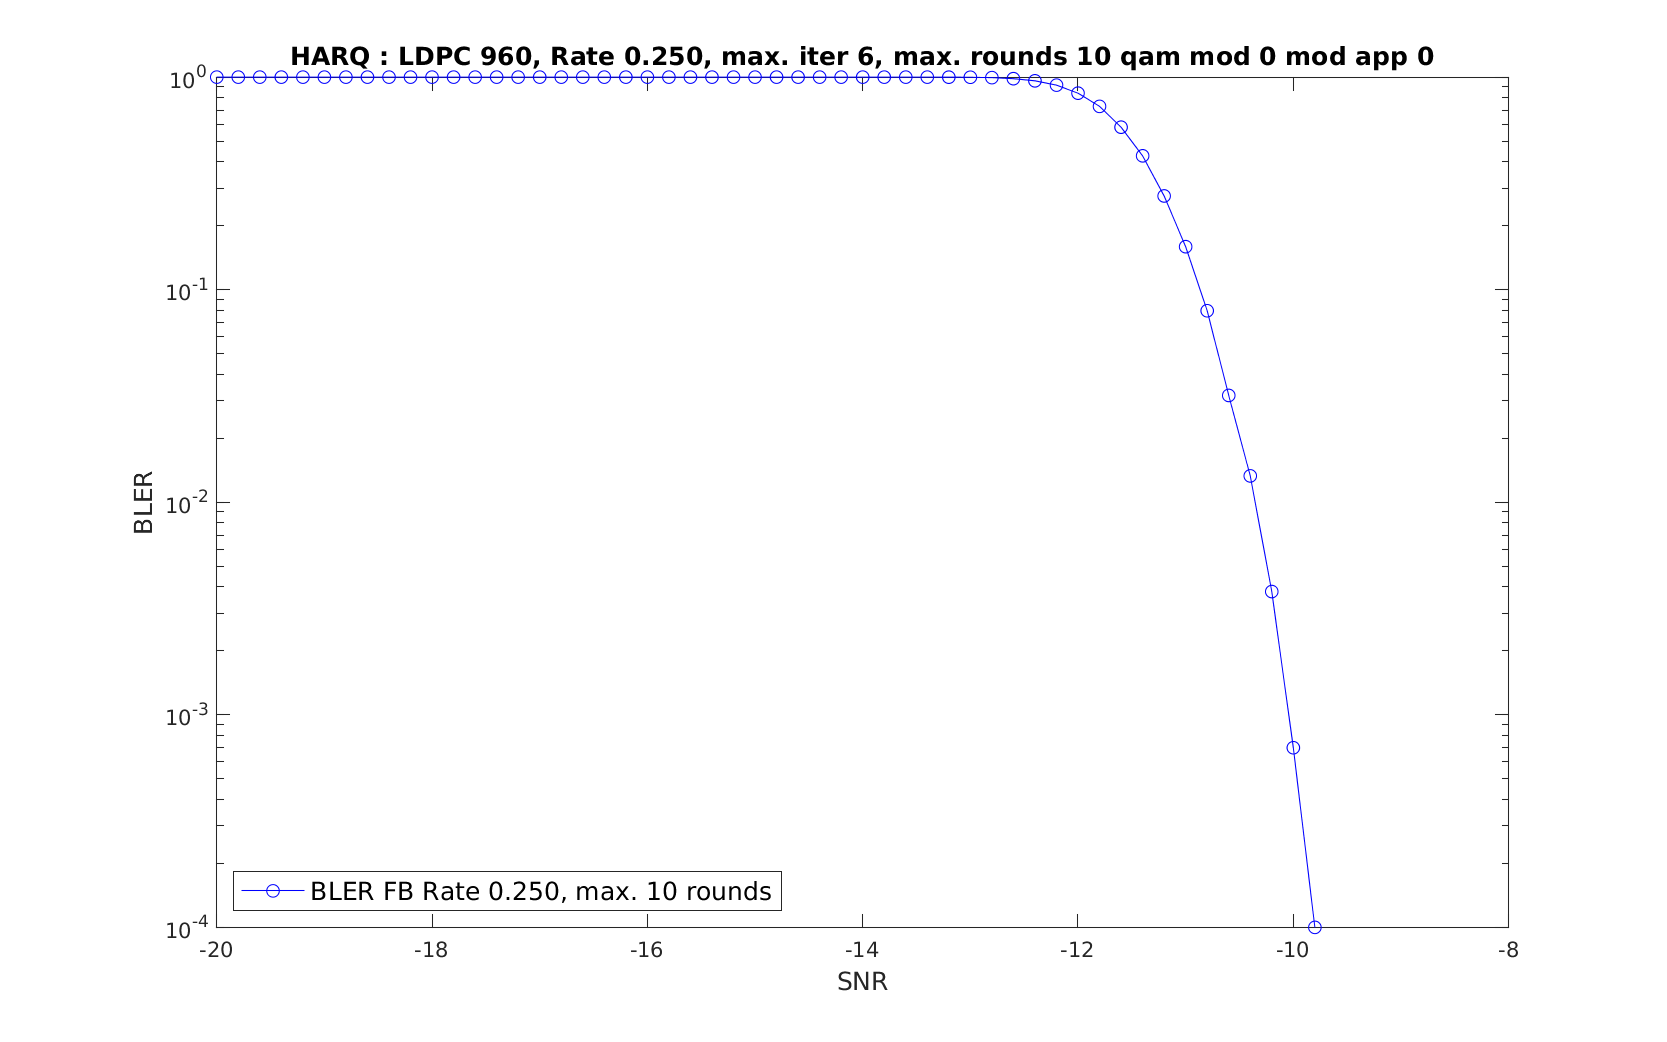 HARQ : LDPC 960, Rate 0.250, max. iter 6, max. rounds 10 qam mod 0 mod app 0
10^0
10^-1
10^-2
10^-3
10^-4
BLER
BLER FB Rate 0.250, max. 10 rounds
-20 -18 -16 -14 -12 -10 -8
SNR